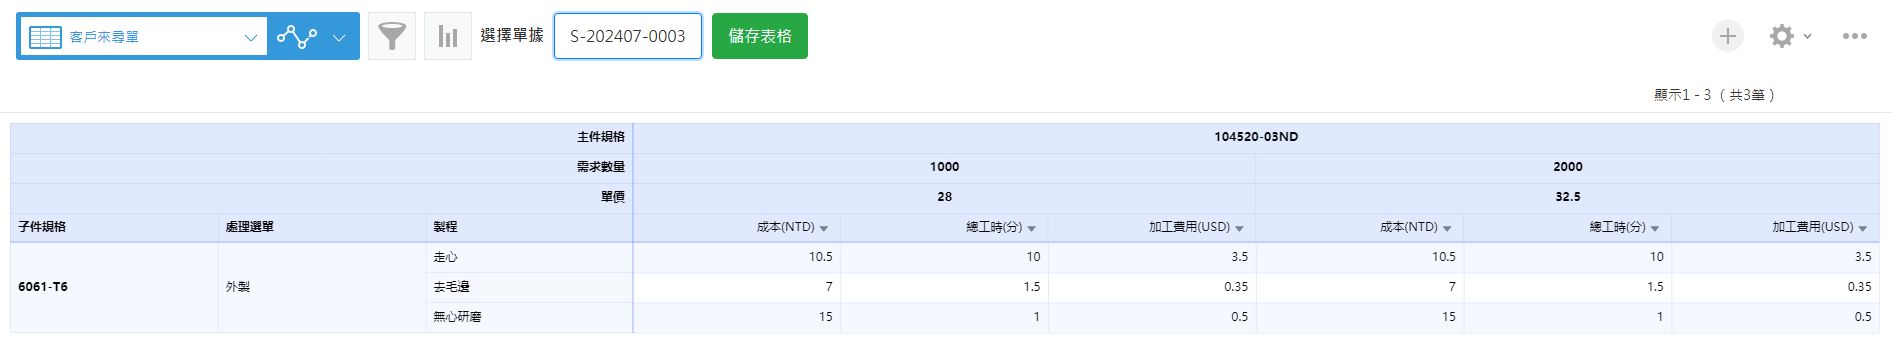 客戶來尋單 選擇單據 S-202407-0003 儲存表格
顯示1 - 3 （共3筆）
主件規格 104520-03ND
需求數量 1000 2000
單價 28 32.5
子件規格 處理選單 製程 成本(NTD) 總工時(分) 加工費用(USD) 成本(NTD) 總工時(分) 加工費用(USD)
走心 10.5 10 3.5 10.5 10 3.5
6061-T6 外製 去毛邊 7 1.5 0.35 7 1.5 0.35
無心研磨 15 1 0.5 15 1 0.5